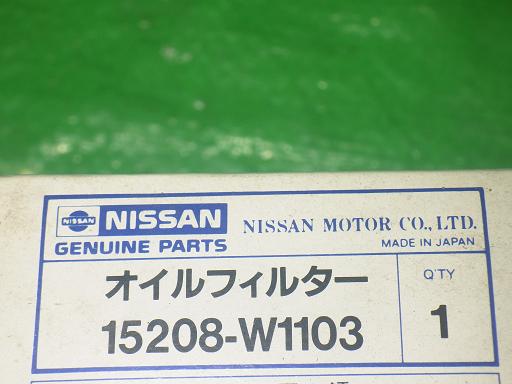 NISSAN NISSAN NISSAN MOTOR CO., LTD.
GENUINE PARTS MADE IN JAPAN
オイルフィルター Q'TY
15208-W1103 1